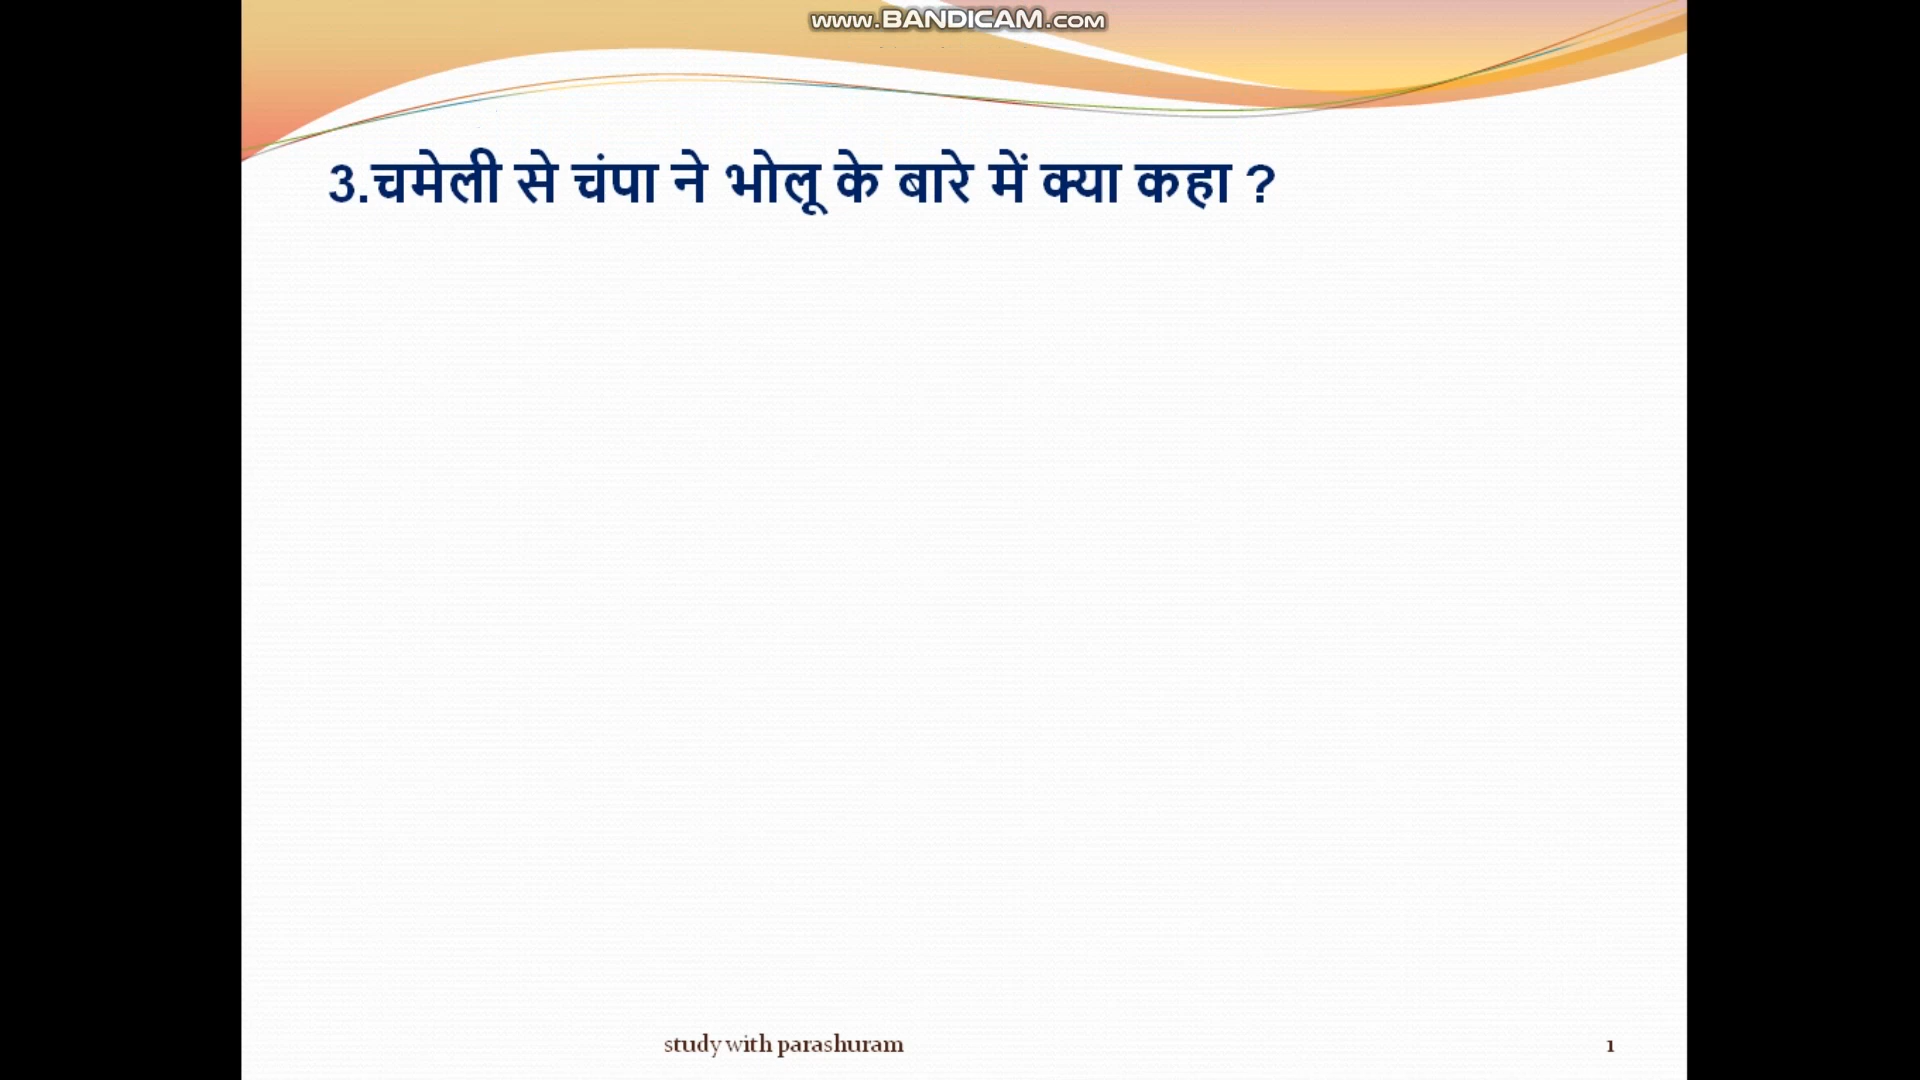 www.BANDICAM.com
3.चमेली से चंपा ने भोलू के बारे में क्या कहा ?
study with parashuram
1